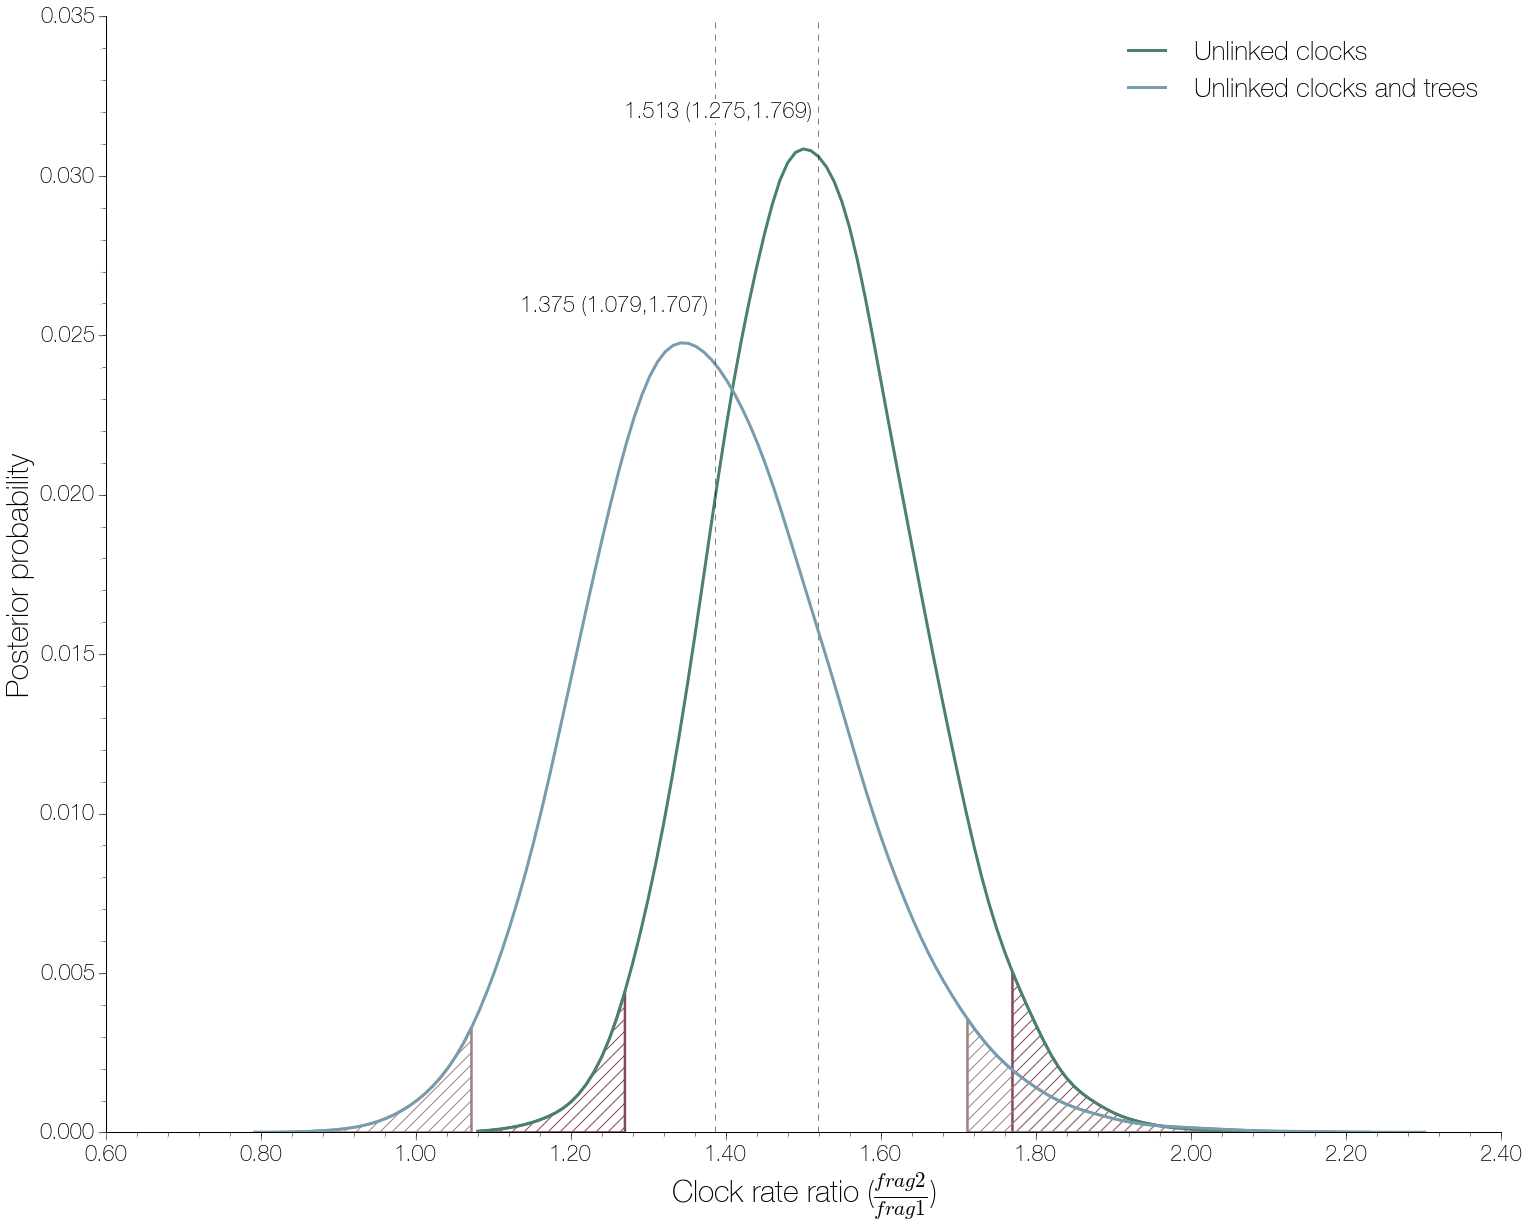 Unlinked clocks
Unlinked clocks and trees
1.513 (1.275,1.769)
1.375 (1.079,1.707)
Posterior probability
0.035
0.030
0.025
0.020
0.015
0.010
0.005
0.000
0.60 0.80 1.00 1.20 1.40 1.60 1.80 2.00 2.20 2.40
Clock rate ratio (frag2/frag1)